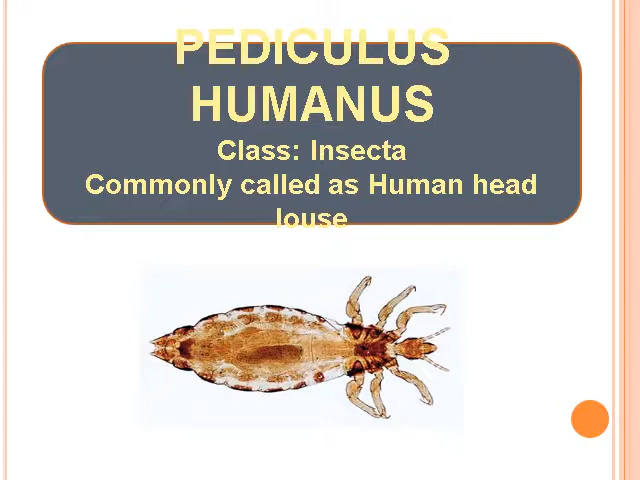 PEDICULUS
HUMANUS
Class: Insecta
Commonly called as Human head
louse